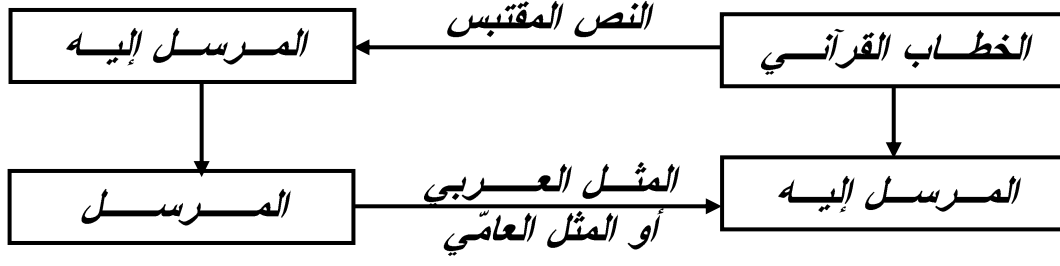 النص المقتبس
الخطاب القرآني
المرسل إليه
المثل العربي
المرسل إليه
المرسل
أو المثل العامّي